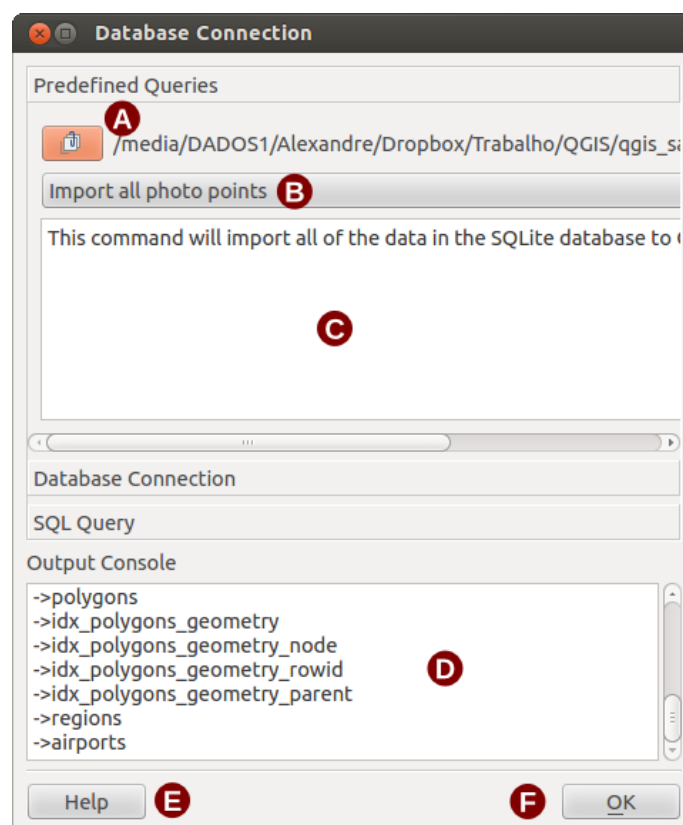 Database Connection
Predefined Queries
A
/media/DADOS1/Alexandre/Dropbox/Trabalho/QGIS/qgis_sa
Import all photo points B
This command will import all of the data in the SQLite database to
C
Database Connection
SQL Query
Output Console
->polygons
->idx_polygons_geometry
->idx_polygons_geometry_node
->idx_polygons_geometry_rowid D
->idx_polygons_geometry_parent
->regions
->airports
Help E F OK